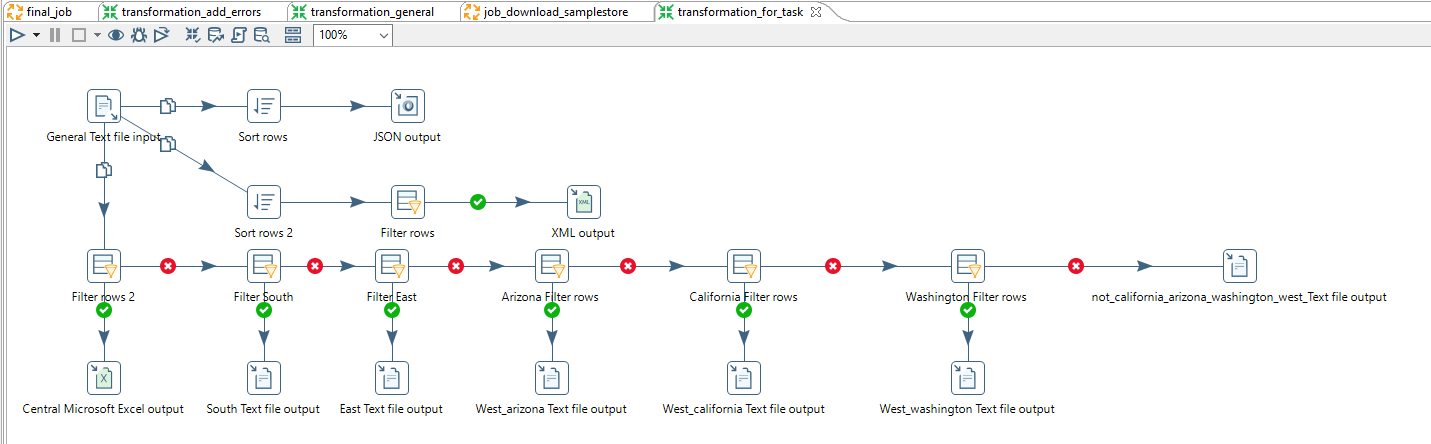 final_job
transformation_add_errors
transformation_general
job_download_samplestore
transformation_for_task
100%
General Text file input
Sort rows
JSON output
Sort rows 2
Filter rows
XML
XML output
Filter rows 2
Filter South
Filter East
Arizona Filter rows
California Filter rows
Washington Filter rows
not_california_arizona_washington_west_Text file output
X
Central Microsoft Excel output
South Text file output
East Text file output
West_arizona Text file output
West_california Text file output
West_washington Text file output